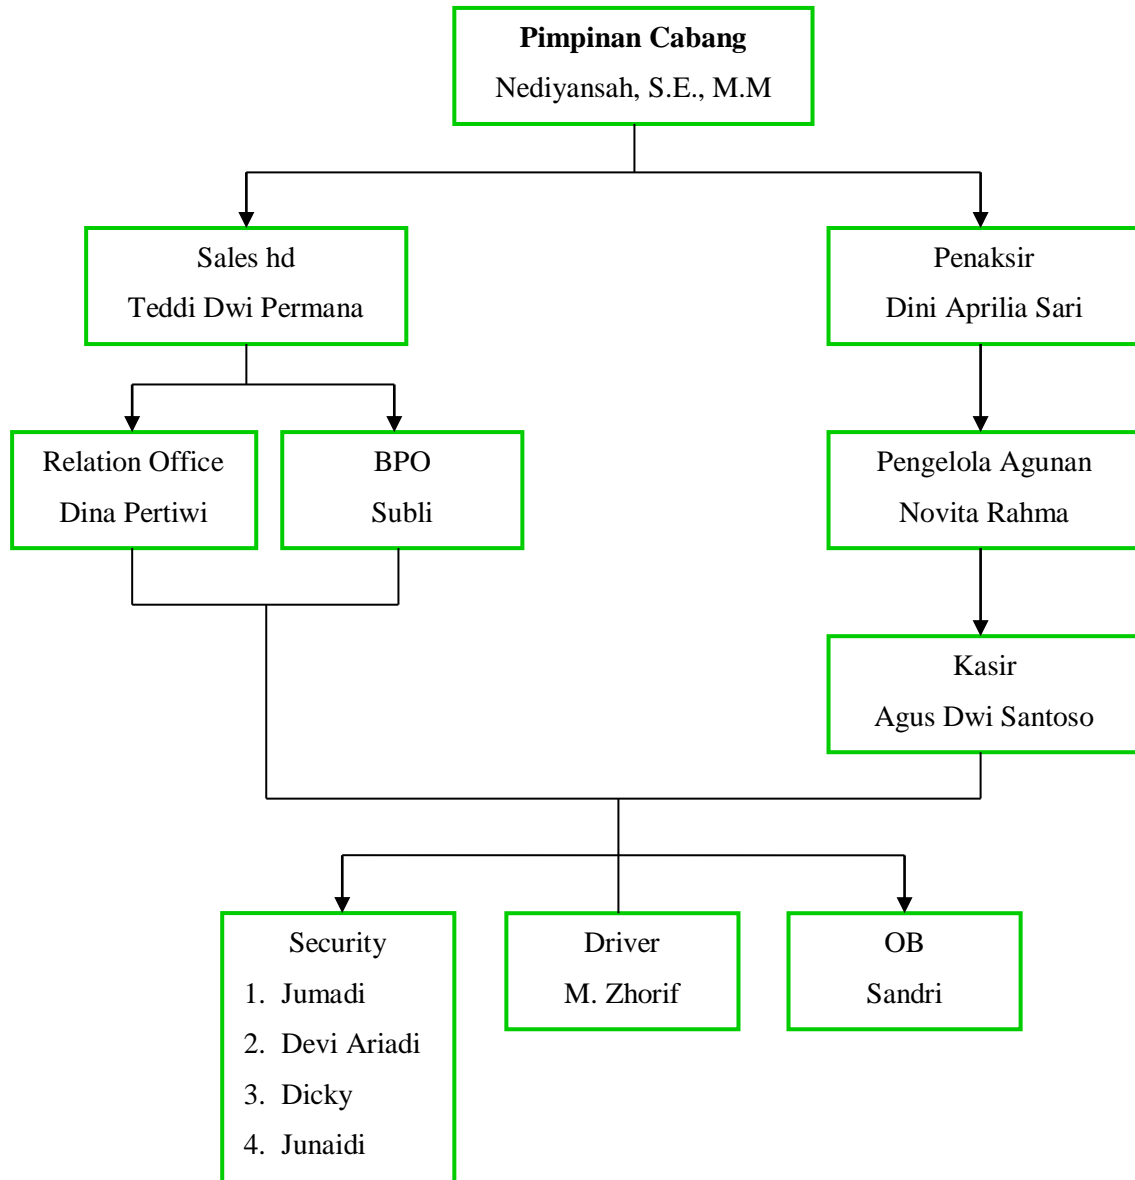 Pimpinan Cabang
Nediyansah, S.E., M.M
Sales hd
Teddi Dwi Permana
Penaksir
Dini Aprilia Sari
Relation Office
Dina Pertiwi
BPO
Subli
Pengelola Agunan
Novita Rahma
Kasir
Agus Dwi Santoso
Security
1. Jumadi
2. Devi Ariadi
3. Dicky
4. Junaidi
Driver
M. Zhorif
OB
Sandri